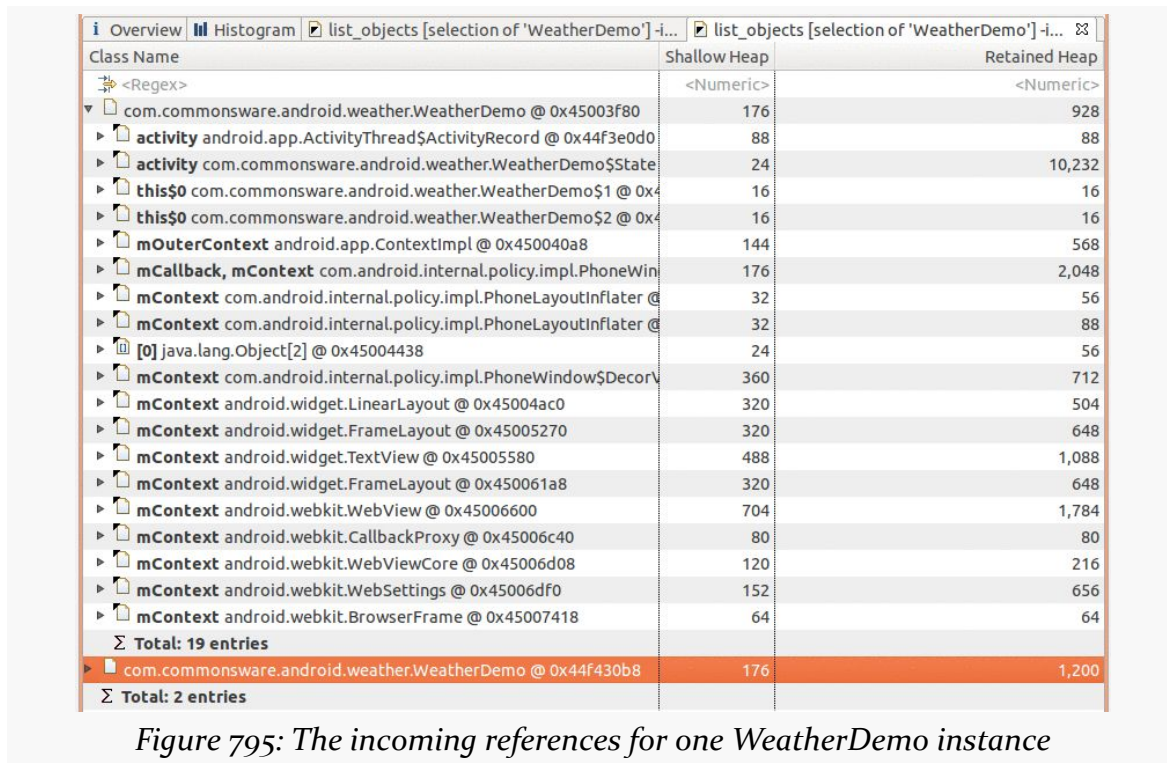 i Overview Histogram list_objects [selection of 'WeatherDemo'] -i... list_objects [selection of 'WeatherDemo'] -i...
Class Name Shallow Heap Retained Heap
<Regex> <Numeric> <Numeric>
com.commonsware.android.weather.WeatherDemo @ 0x45003f80 176 928
activity android.app.ActivityThread$ActivityRecord @ 0x44f3e0d0 88 88
activity com.commonsware.android.weather.WeatherDemo$State 24 10,232
this$0 com.commonsware.android.weather.WeatherDemo$1 @ 0x4 16 16
this$0 com.commonsware.android.weather.WeatherDemo$2 @ 0x4 16 16
mOuterContext android.app.ContextImpl @ 0x450040a8 144 568
mCallback, mContext com.android.internal.policy.impl.PhoneWin 176 2,048
mContext com.android.internal.policy.impl.PhoneLayoutInflater @ 32 56
mContext com.android.internal.policy.impl.PhoneLayoutInflater @ 32 88
[0] java.lang.Object[2] @ 0x45004438 24 56
mContext com.android.internal.policy.impl.PhoneWindow$DecorV 360 712
mContext android.widget.LinearLayout @ 0x45004ac0 320 504
mContext android.widget.FrameLayout @ 0x45005270 320 648
mContext android.widget.TextView @ 0x45005580 488 1,088
mContext android.widget.FrameLayout @ 0x450061a8 320 648
mContext android.webkit.WebView @ 0x45006600 704 1,784
mContext android.webkit.CallbackProxy @ 0x45006c40 80 80
mContext android.webkit.WebViewCore @ 0x45006d08 120 216
mContext android.webkit.WebSettings @ 0x45006df0 152 656
mContext android.webkit.BrowserFrame @ 0x45007418 64 64
Σ Total: 19 entries
com.commonsware.android.weather.WeatherDemo @ 0x44f430b8 176 1,200
Σ Total: 2 entries
Figure 795: The incoming references for one WeatherDemo instance